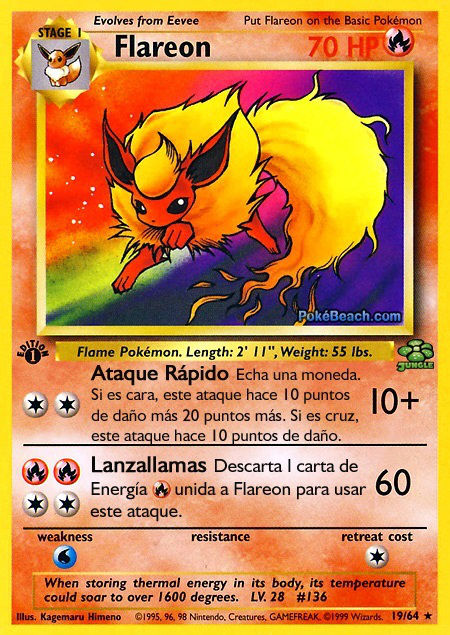 Evolves from Eevee
Put Flareon on the Basic Pokémon
STAGE 1
Flareon
70 HP
PokéBeach.com
EDITION
1
Flame Pokémon. Length: 2' 11", Weight: 55 lbs.
JUNGLE
Ataque Rápido Echa una moneda.
Si es cara, este ataque hace 10 puntos
de daño más 20 puntos más. Si es cruz,
este ataque hace 10 puntos de daño.
10+
Lanzallamas Descarta 1 carta de
Energía unida a Flareon para usar
este ataque.
60
weakness
resistance
retreat cost
When storing thermal energy in its body, its temperature
could soar to over 1600 degrees. LV. 28 #136
Illus. Kagemaru Himeno
©1995, 96, 98 Nintendo, Creatures, GAMEFREAK. ©1999 Wizards.
19/64 ★